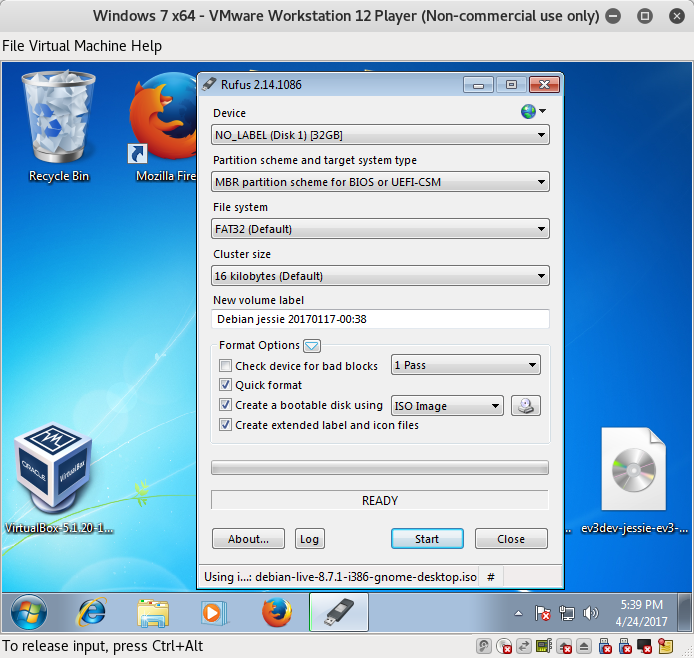 Windows 7 x64 - VMware Workstation 12 Player (Non-commercial use only)
File Virtual Machine Help
Recycle Bin
Mozilla Fire
Rufus 2.14.1086
Device
NO_LABEL (Disk 1) [32GB]
Partition scheme and target system type
MBR partition scheme for BIOS or UEFI-CSM
File system
FAT32 (Default)
Cluster size
16 kilobytes (Default)
New volume label
Debian jessie 20170117-00:38
Format Options
Check device for bad blocks 1 Pass
Quick format
Create a bootable disk using ISO Image
Create extended label and icon files
READY
About... Log Start Close
Using i...: debian-live-8.7.1-i386-gnome-desktop.iso #
ORACLE VirtualBox
VirtualBox-5.1.20-1...
ev3dev-jessie-ev3-...
5:39 PM
4/24/2017
To release input, press Ctrl+Alt